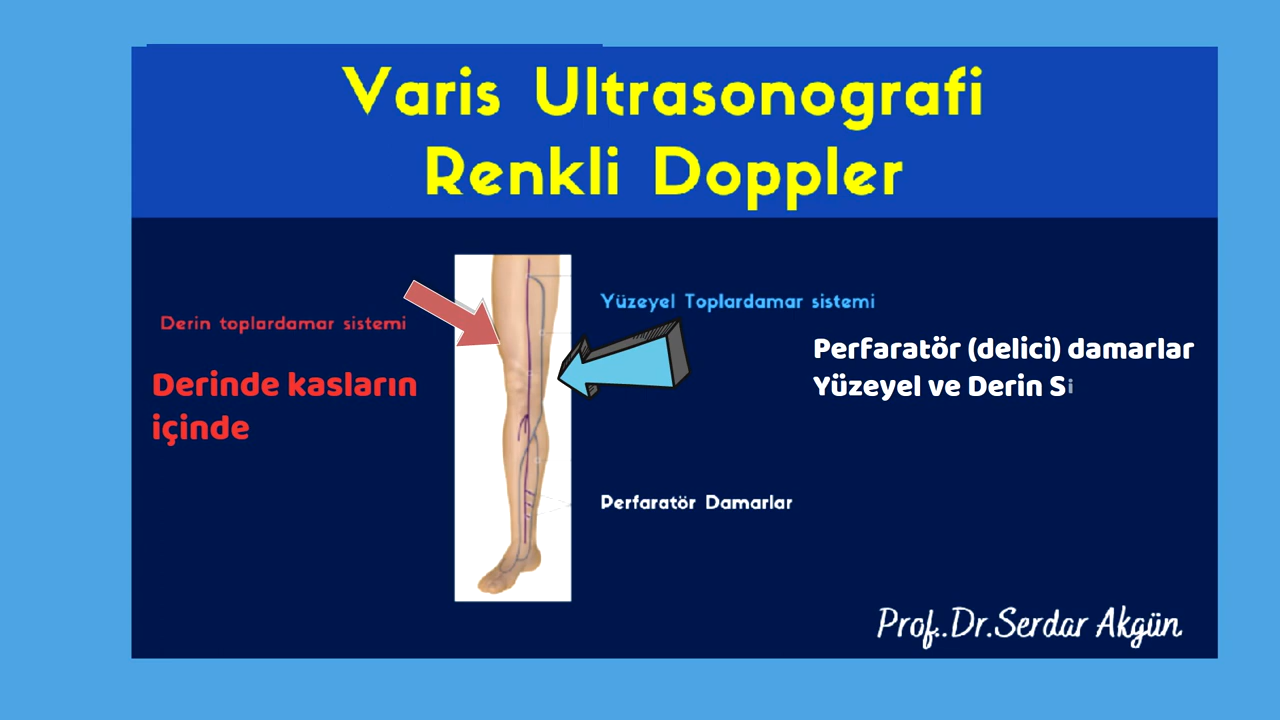 Varis Ultrasonografi
Renkli Doppler
Derin toplardamar sistemi
Derinde kasların
içinde
Yüzeyel Toplardamar sistemi
Perfaratör (delici) damarlar
Yüzeyel ve Derin Si
Perfaratör Damarlar
Prof..Dr.Serdar Akgün